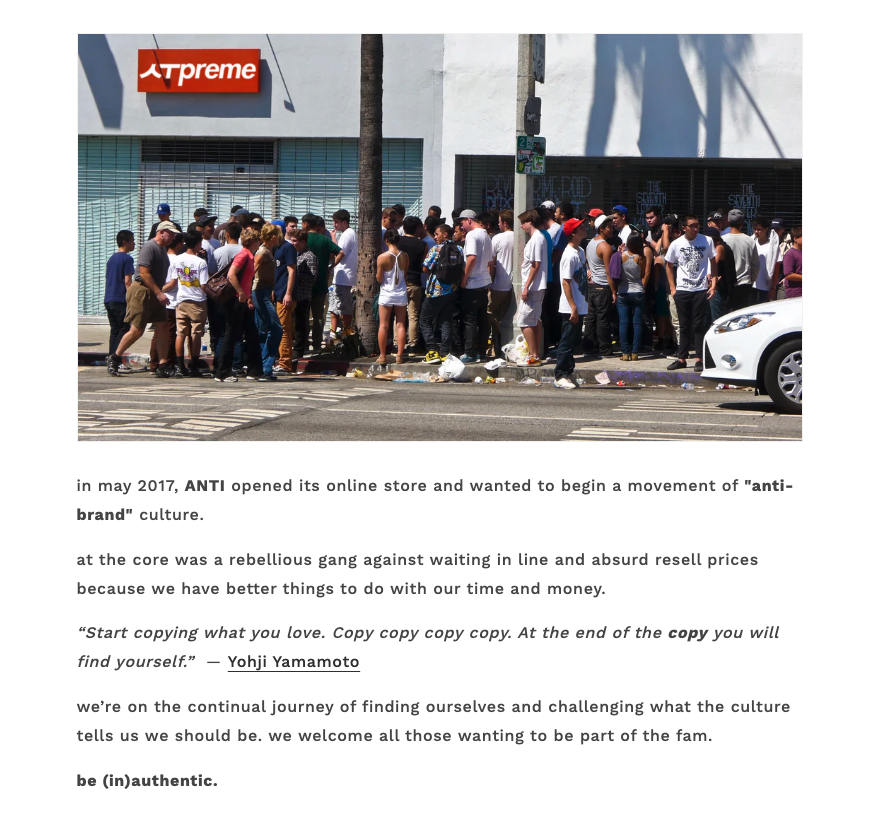 preme
in may 2017, ANTI opened its online store and wanted to begin a movement of "anti-
brand" culture.
at the core was a rebellious gang against waiting in line and absurd resell prices
because we have better things to do with our time and money.
“Start copying what you love. Copy copy copy copy. At the end of the copy you will
find yourself.” — Yohji Yamamoto
we’re on the continual journey of finding ourselves and challenging what the culture
tells us we should be. we welcome all those wanting to be part of the fam.
be (in)authentic.